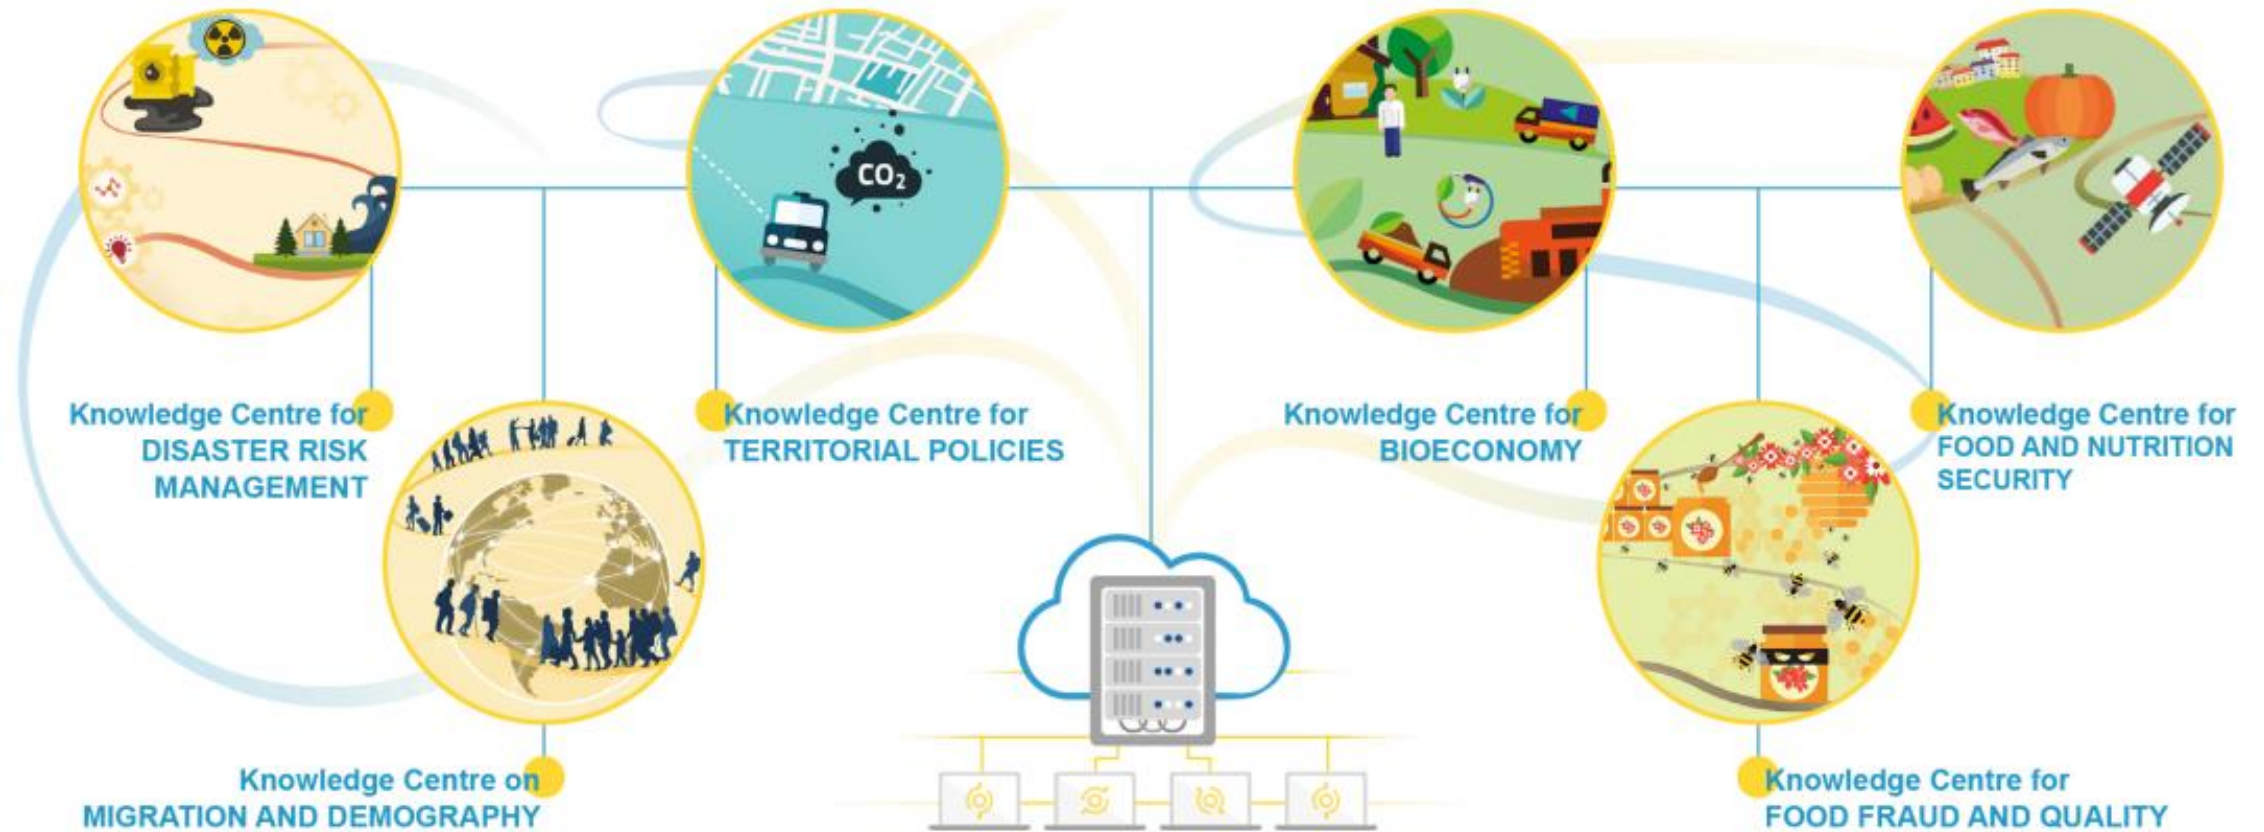 CO₂
Knowledge Centre for
DISASTER RISK
MANAGEMENT
Knowledge Centre for
TERRITORIAL POLICIES
Knowledge Centre for
BIOECONOMY
Knowledge Centre for
FOOD AND NUTRITION
SECURITY
Knowledge Centre on
MIGRATION AND DEMOGRAPHY
Knowledge Centre for
FOOD FRAUD AND QUALITY